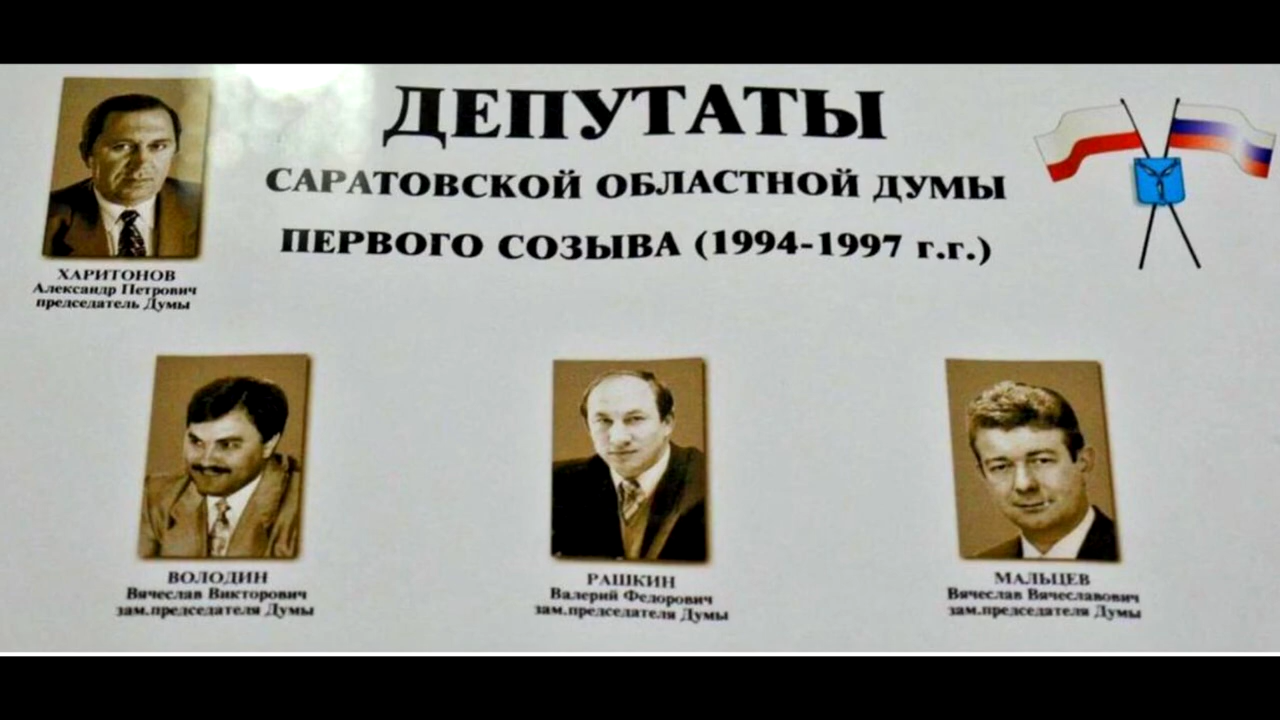 ДЕПУТАТЫ
САРАТОВСКОЙ ОБЛАСТНОЙ ДУМЫ
ПЕРВОГО СОЗЫВА (1994-1997 г.г.)
ХАРИТОНОВ
Александр Петрович
председатель Думы
ВОЛОДИН
Вячеслав Викторович
зам.председателя Думы
РАШКИН
Валерий Федорович
зам.председателя Думы
МАЛЬЦЕВ
Вячеслав Вячеславович
зам.председателя Думы